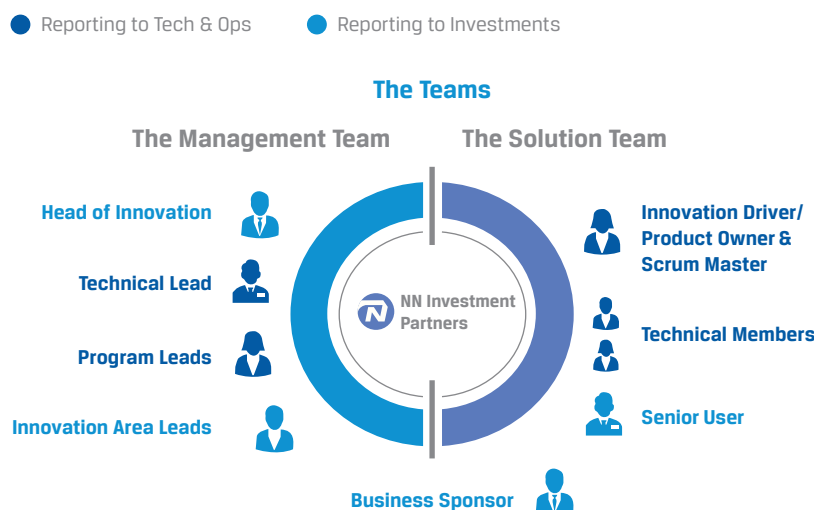 Reporting to Tech & Ops
Reporting to Investments
The Teams
The Management Team
The Solution Team
Head of Innovation
Technical Lead
Program Leads
Innovation Area Leads
NN Investment
Partners
Innovation Driver/
Product Owner &
Scrum Master
Technical Members
Senior User
Business Sponsor